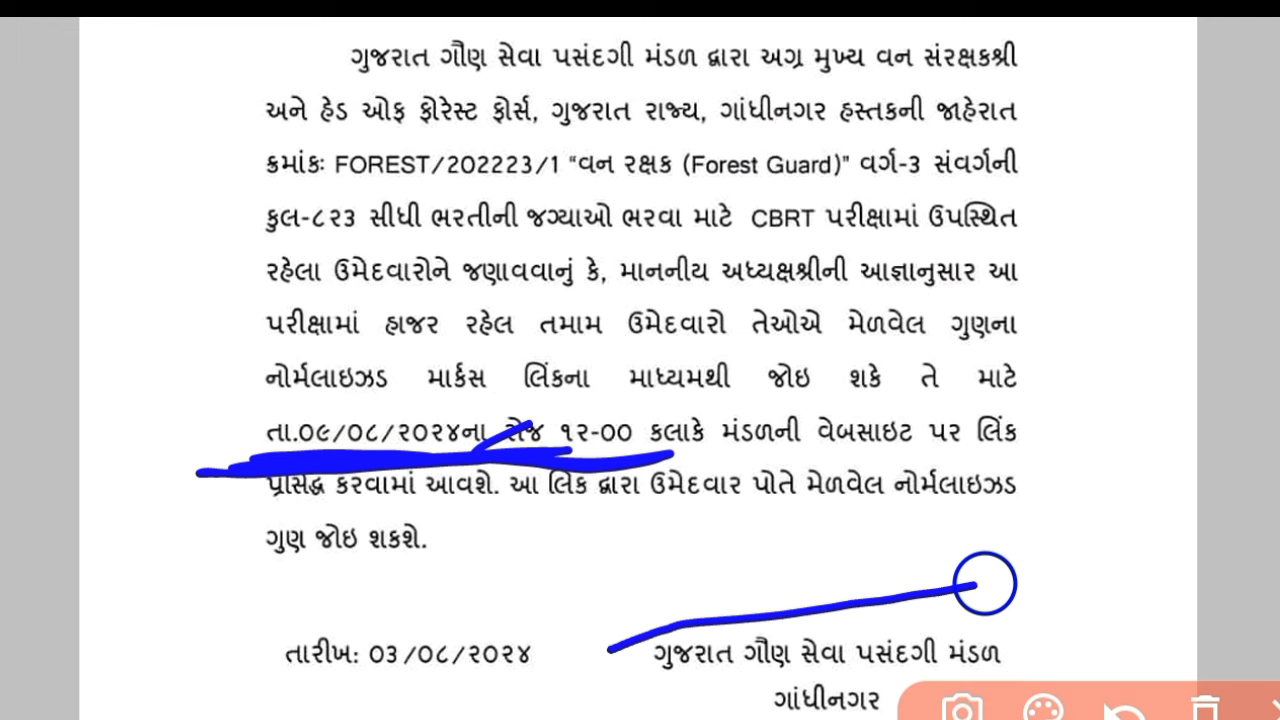 ગુજરાત ગૌણ સેવા પસંદગી મંડળ દ્વારા અગ્ર મુખ્ય વન સંરક્ષકશ્રી
અને હેડ ઓફ ફોરેસ્ટ ફોર્સ, ગુજરાત રાજ્ય, ગાંધીનગર હસ્તકની જાહેરાત
ક્રમાંકઃ FOREST/202223/1 “વન રક્ષક (Forest Guard)” વર્ગ-૩ સંવર્ગની
કુલ-૮૨૩ સીધી ભરતીની જગ્યાઓ ભરવા માટે CBRT પરીક્ષામાં ઉપસ્થિત
રહેલા ઉમેદવારોને જણાવવાનું કે, માનનીય અધ્યક્ષશ્રીની આજ્ઞાનુસાર આ
પરીક્ષામાં હાજર રહેલ તમામ ઉમેદવારો તેઓએ મેળવેલ ગુણના
નોર્મલાઇઝડ માર્કસ લિંકના માધ્યમથી જોઇ શકે તે માટે
તા.૦૯/૦૮/૨૦૨૪ના રોજ ૧૨-૦૦ કલાકે મંડળની વેબસાઇટ પર લિંક
પ્રસિદ્ધ કરવામાં આવશે. આ લિંક દ્વારા ઉમેદવાર પોતે મેળવેલ નોર્મલાઇઝડ
ગુણ જોઇ શકશે.
તારીખ: ૦૩/૦૮/૨૦૨૪ ગુજરાત ગૌણ સેવા પસંદગી મંડળ
ગાંધીનગર